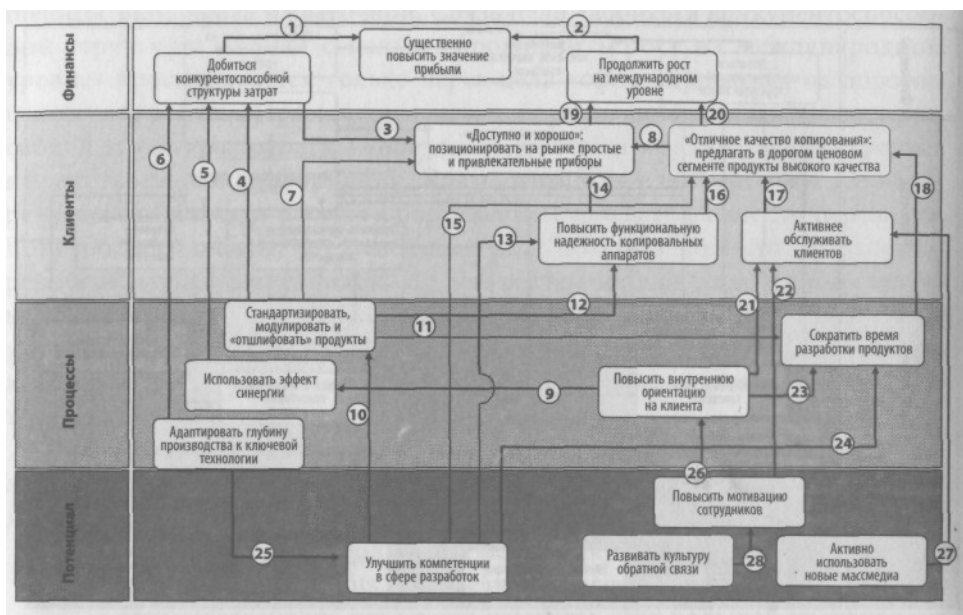 Финансы
1
2
Добиться
конкурентоспособной
структуры затрат
Существенно
повысить значение
прибыли
Продолжить рост
на международном
уровне
Клиенты
3
19
20
«Доступно и хорошо»:
позиционировать на рынке простые
и привлекательные приборы
8
«Отличное качество копирования»:
предлагать в дорогом ценовом
сегменте продукты высокого качества
6
5
4
7
15
14
16
17
18
13
Повысить функциональную
надежность копировальных
аппаратов
Активнее
обслуживать
клиентов
12
21
22
Процессы
Стандартизировать,
модулировать и
«отшлифовать» продукты
11
Сократить время
разработки продуктов
Использовать эффект
синергии
10
9
Повысить внутреннюю
ориентацию
на клиента
23
Адаптировать глубину
производства к ключевой
технологии
24
Потенциал
26
Повысить мотивацию
сотрудников
25
Улучшить компетенции
в сфере разработок
Развивать культуру
обратной связи
28
Активно
использовать
новые массмедиа
27